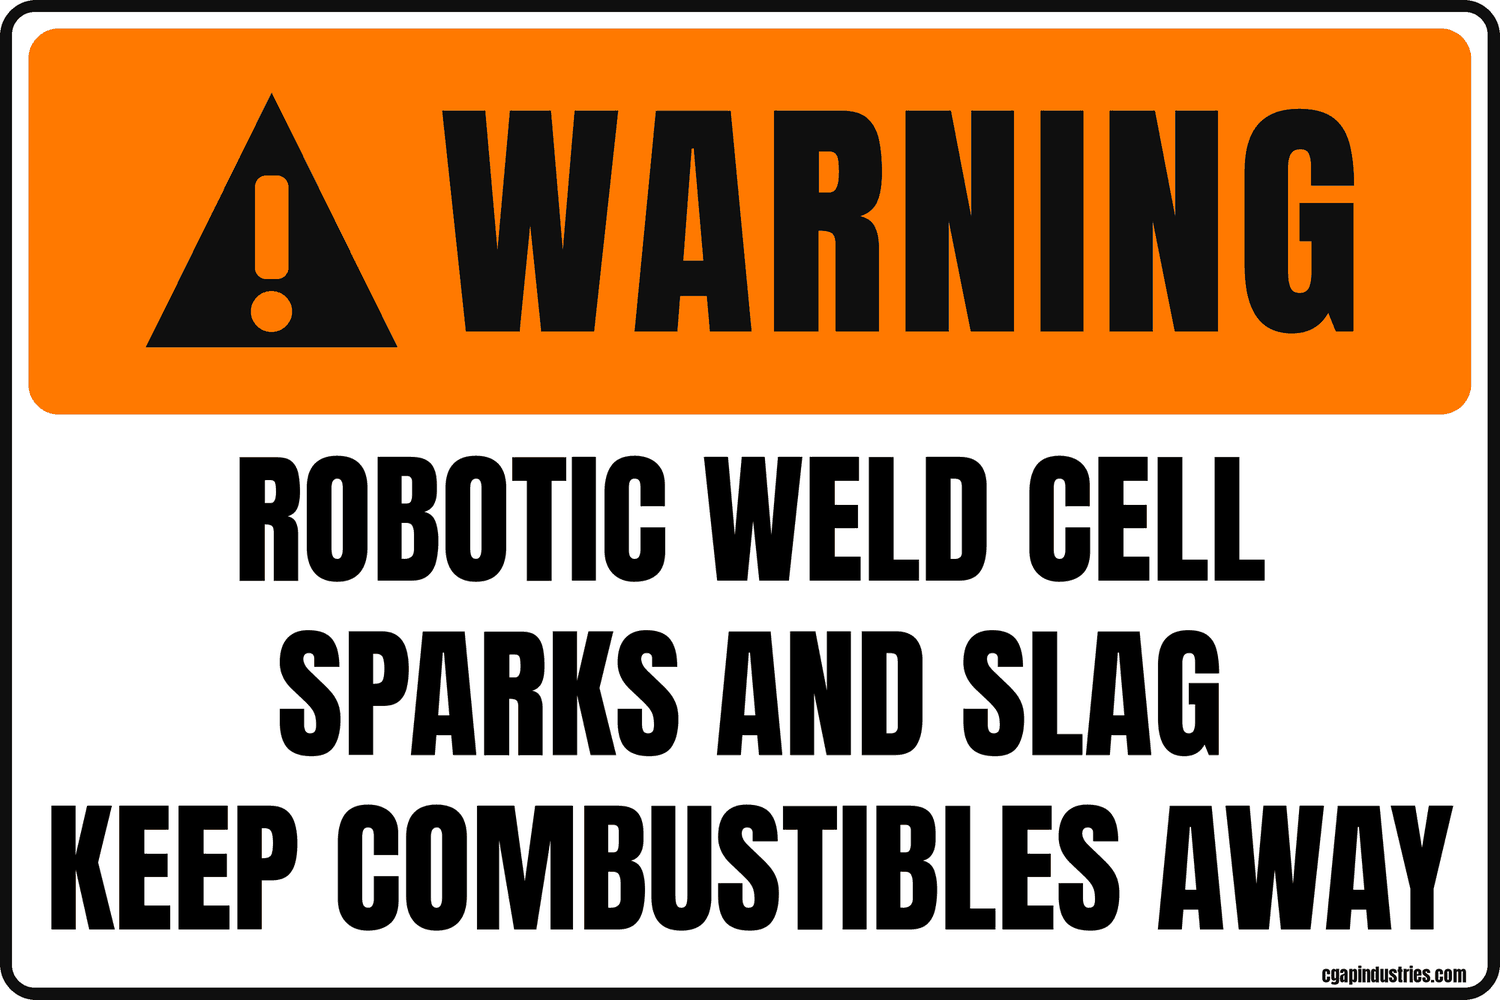 WARNING
ROBOTIC WELD CELL
SPARKS AND SLAG
KEEP COMBUSTIBLES AWAY
cgapindustries.com